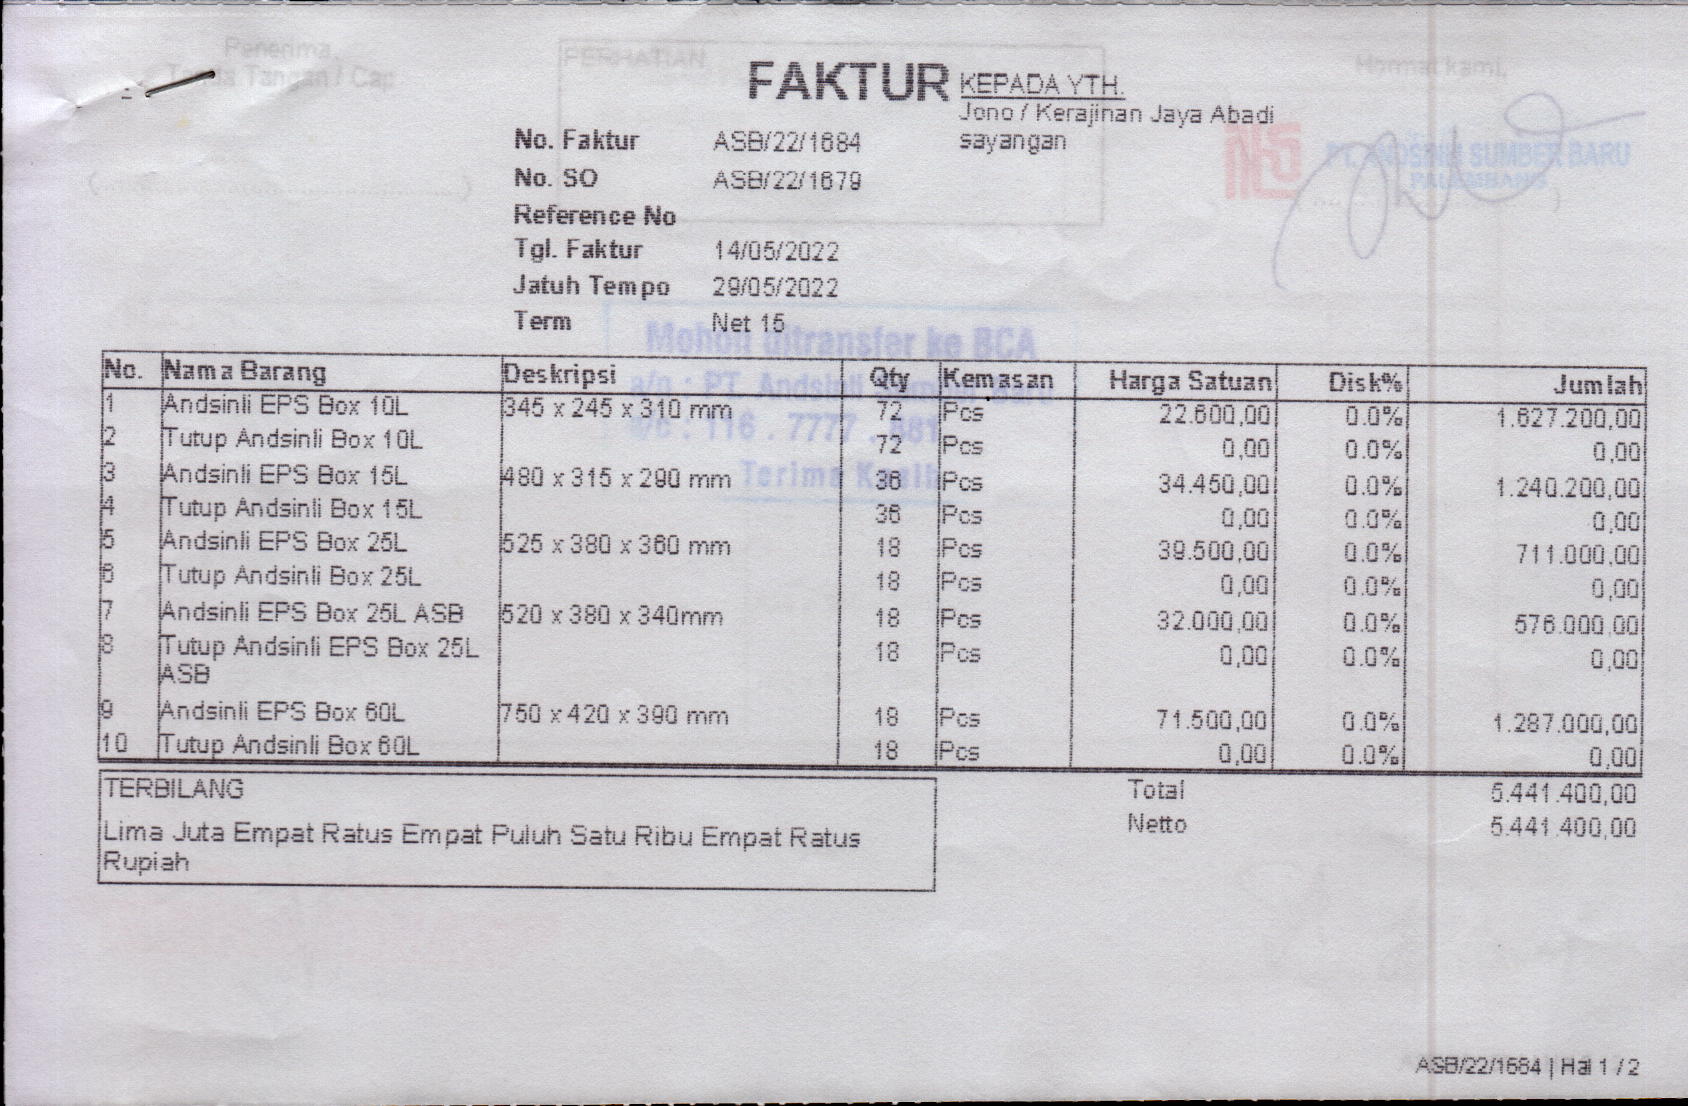 Penerima,
Tanda Tangan / Cap
PERHATIAN
Hormat kami,
FAKTUR
KEPADA YTH.
Jono / Kerajinan Jaya Abadi
sayangan
No. Faktur ASB/22/1684
No. SO ASB/22/1679
Reference No
Tgl. Faktur 14/05/2022
Jatuh Tempo 29/05/2022
Term Net 15
PT. ANDSINLI SUMBER BARU
PALEMBANG
Mohon ditransfer ke BCA
a/n : PT. Andsinli Sumber Baru
a/c : 116 . 7777 . 881
Terima Kasih
No. Nama Barang Deskripsi Qty Kemasan Harga Satuan Disk% Jumlah
1 Andsinli EPS Box 10L 345 x 245 x 310 mm 72 Pcs 22.600,00 0.0% 1.627.200,00
2 Tutup Andsinli Box 10L 72 Pcs 0,00 0.0% 0,00
3 Andsinli EPS Box 15L 480 x 315 x 290 mm 36 Pcs 34.450,00 0.0% 1.240.200,00
4 Tutup Andsinli Box 15L 36 Pcs 0,00 0.0% 0,00
5 Andsinli EPS Box 25L 525 x 380 x 360 mm 18 Pcs 39.500,00 0.0% 711.000,00
6 Tutup Andsinli Box 25L 18 Pcs 0,00 0.0% 0,00
7 Andsinli EPS Box 25L ASB 520 x 380 x 340mm 18 Pcs 32.000,00 0.0% 576.000,00
8 Tutup Andsinli EPS Box 25L 18 Pcs 0,00 0.0% 0,00
ASB
9 Andsinli EPS Box 60L 750 x 420 x 390 mm 18 Pcs 71.500,00 0.0% 1.287.000,00
10 Tutup Andsinli Box 60L 18 Pcs 0,00 0.0% 0,00
TERBILANG
Lima Juta Empat Ratus Empat Puluh Satu Ribu Empat Ratus
Rupiah
Total 5.441.400,00
Netto 5.441.400,00
ASB/22/1684 | Hal 1 / 2